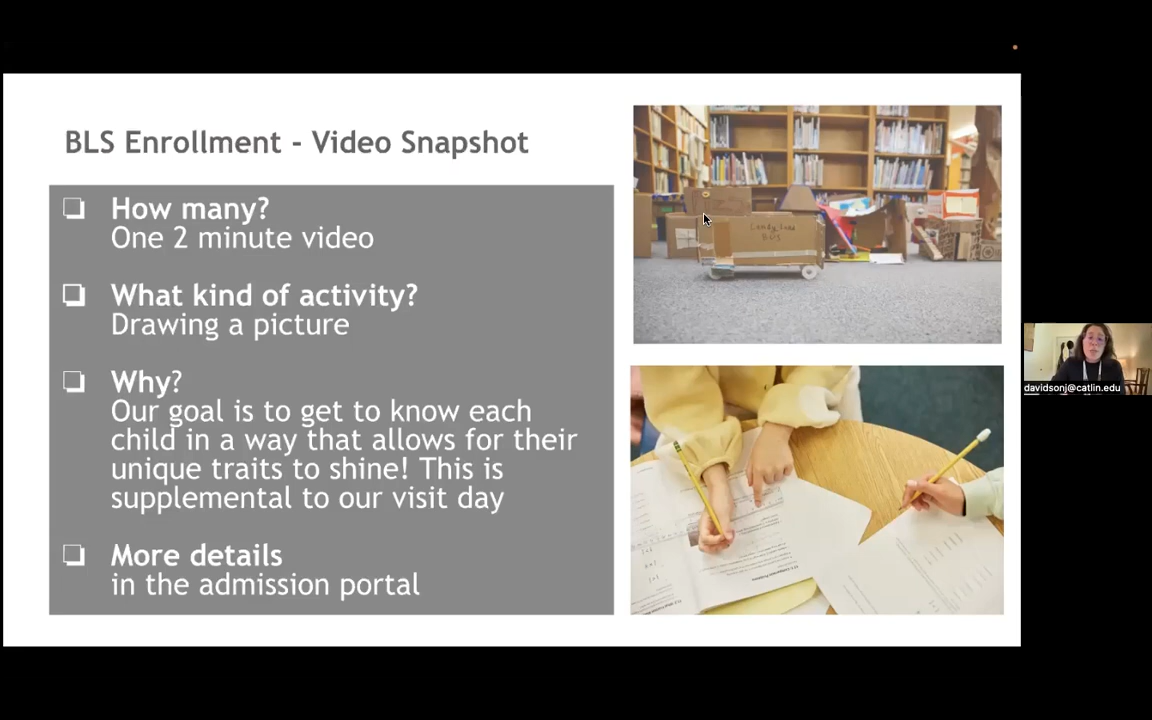 BLS Enrollment - Video Snapshot
How many?
One 2 minute video
What kind of activity?
Drawing a picture
Why?
Our goal is to get to know each
child in a way that allows for their
unique traits to shine! This is
supplemental to our visit day
More details
in the admission portal
davidsonj@catlin.edu